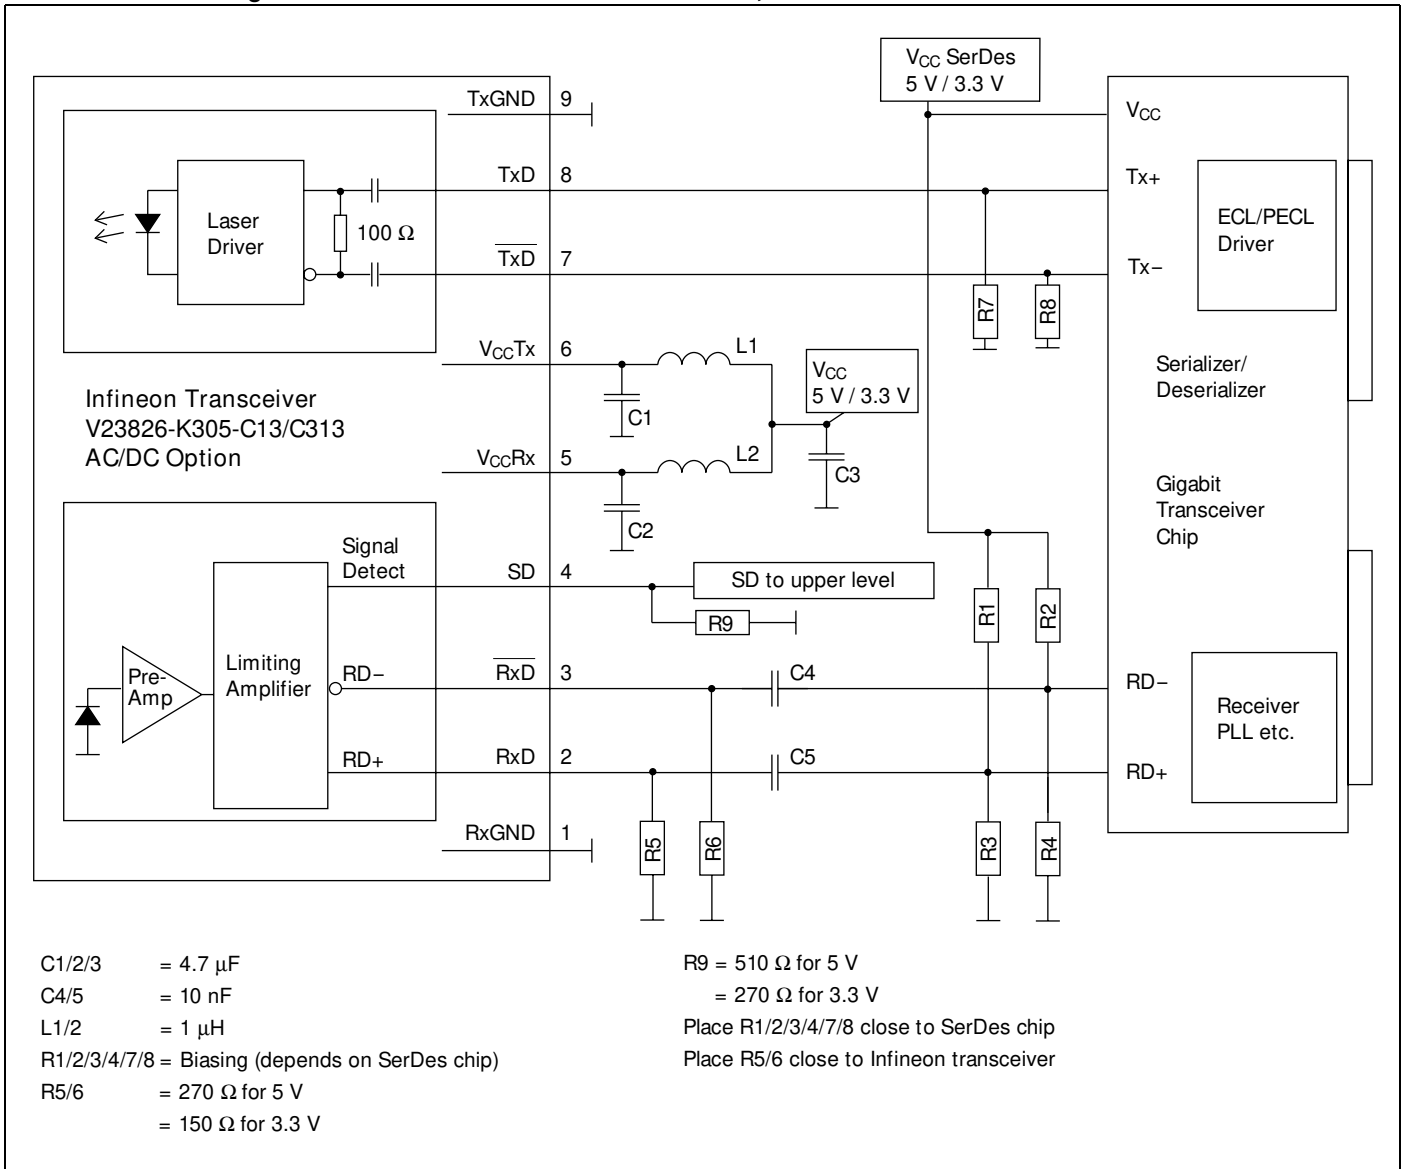 V_CC SerDes
5 V / 3.3 V
TxGND 9
V_CC
TxD 8
Tx+
Laser
Driver
100 Ω
ECL/PECL
Driver
TxD 7
Tx−
R7
R8
V_CCTx 6
L1
V_CC
5 V / 3.3 V
Serializer/
Deserializer
Infineon Transceiver
V23826-K305-C13/C313
AC/DC Option
C1
V_CCRx 5
L2
C3
C2
Gigabit
Transceiver
Chip
Signal
Detect
SD 4
SD to upper level
R9
R1
R2
Pre-
Amp
Limiting
Amplifier
RD−
RxD 3
C4
RD−
Receiver
PLL etc.
RD+
RxD 2
C5
RD+
RxGND 1
R5
R6
R3
R4
C1/2/3 = 4.7 μF
C4/5 = 10 nF
L1/2 = 1 μH
R1/2/3/4/7/8 = Biasing (depends on SerDes chip)
R5/6 = 270 Ω for 5 V
= 150 Ω for 3.3 V
R9 = 510 Ω for 5 V
= 270 Ω for 3.3 V
Place R1/2/3/4/7/8 close to SerDes chip
Place R5/6 close to Infineon transceiver